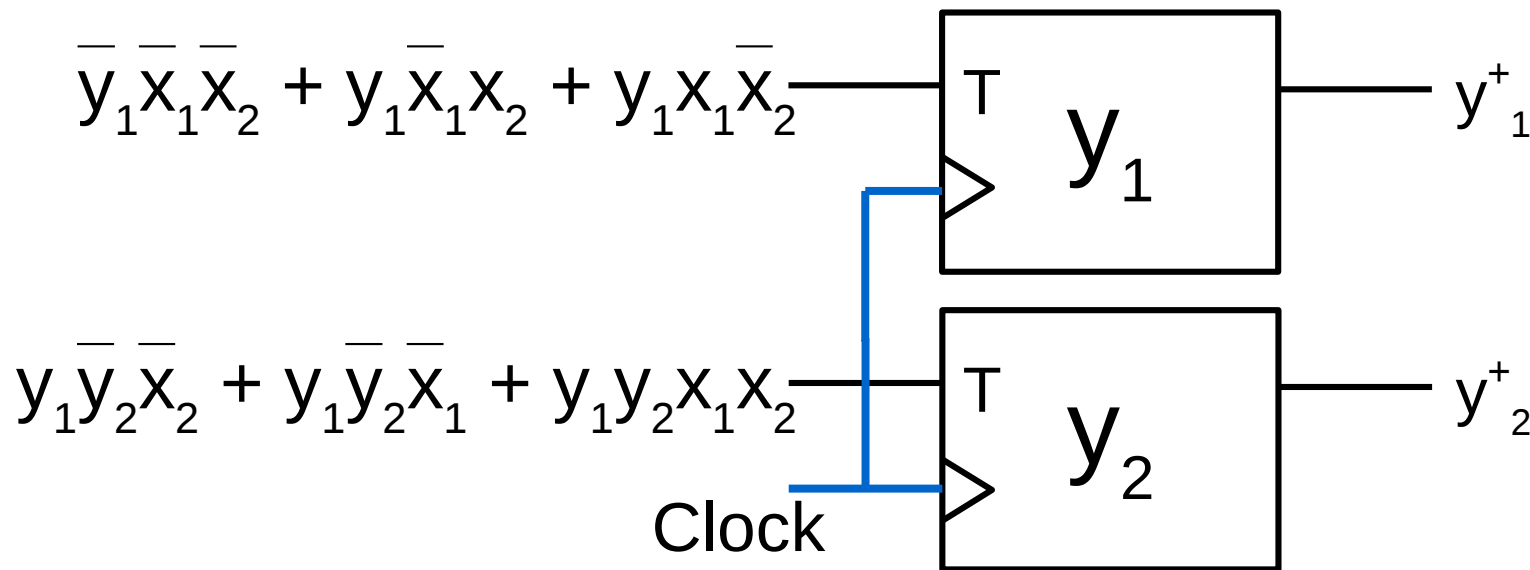 y̅₁x̅₁x̅₂ + y₁x̅₁x₂ + y₁x₁x̅₂
T
y₁
y⁺₁
y₁y̅₂x̅₂ + y₁y̅₂x̅₁ + y₁y₂x₁x₂
T
y₂
y⁺₂
Clock